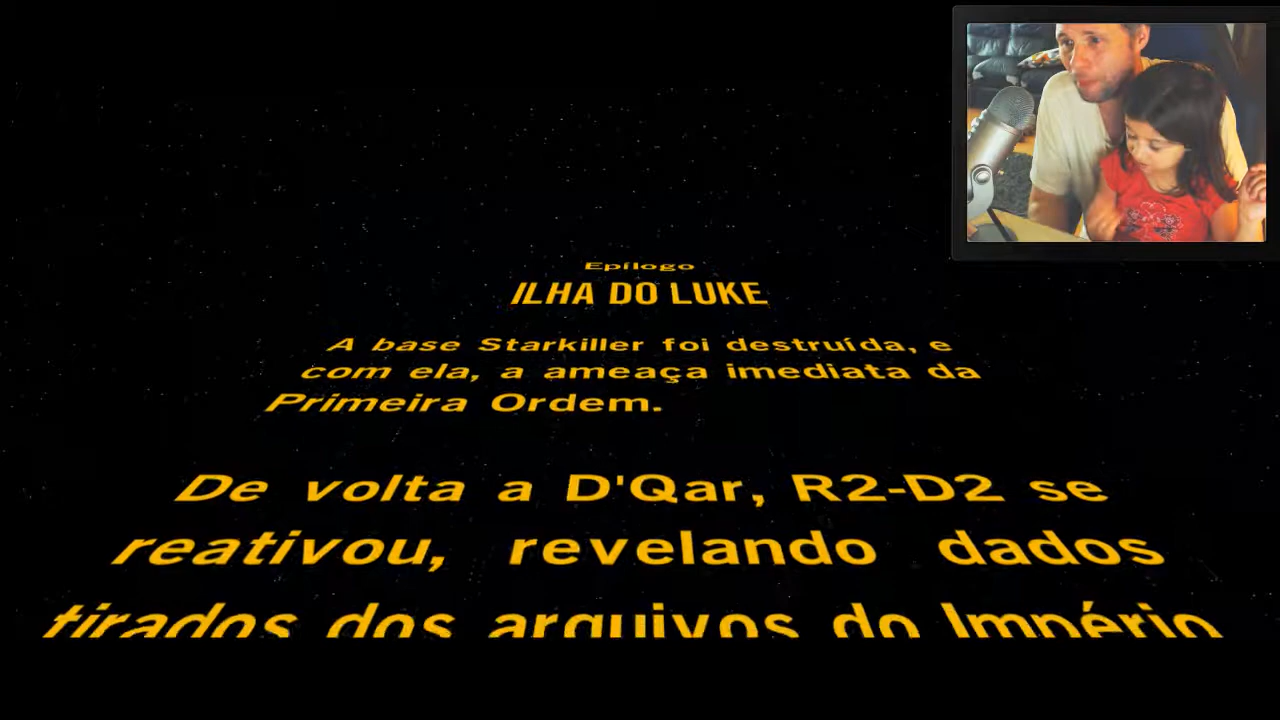 Epílogo
ILHA DO LUKE
A base Starkiller foi destruída, e
com ela, a ameaça imediata da
Primeira Ordem.
De volta a D'Qar, R2-D2 se
reativou, revelando dados
tirados dos arquivos do Império